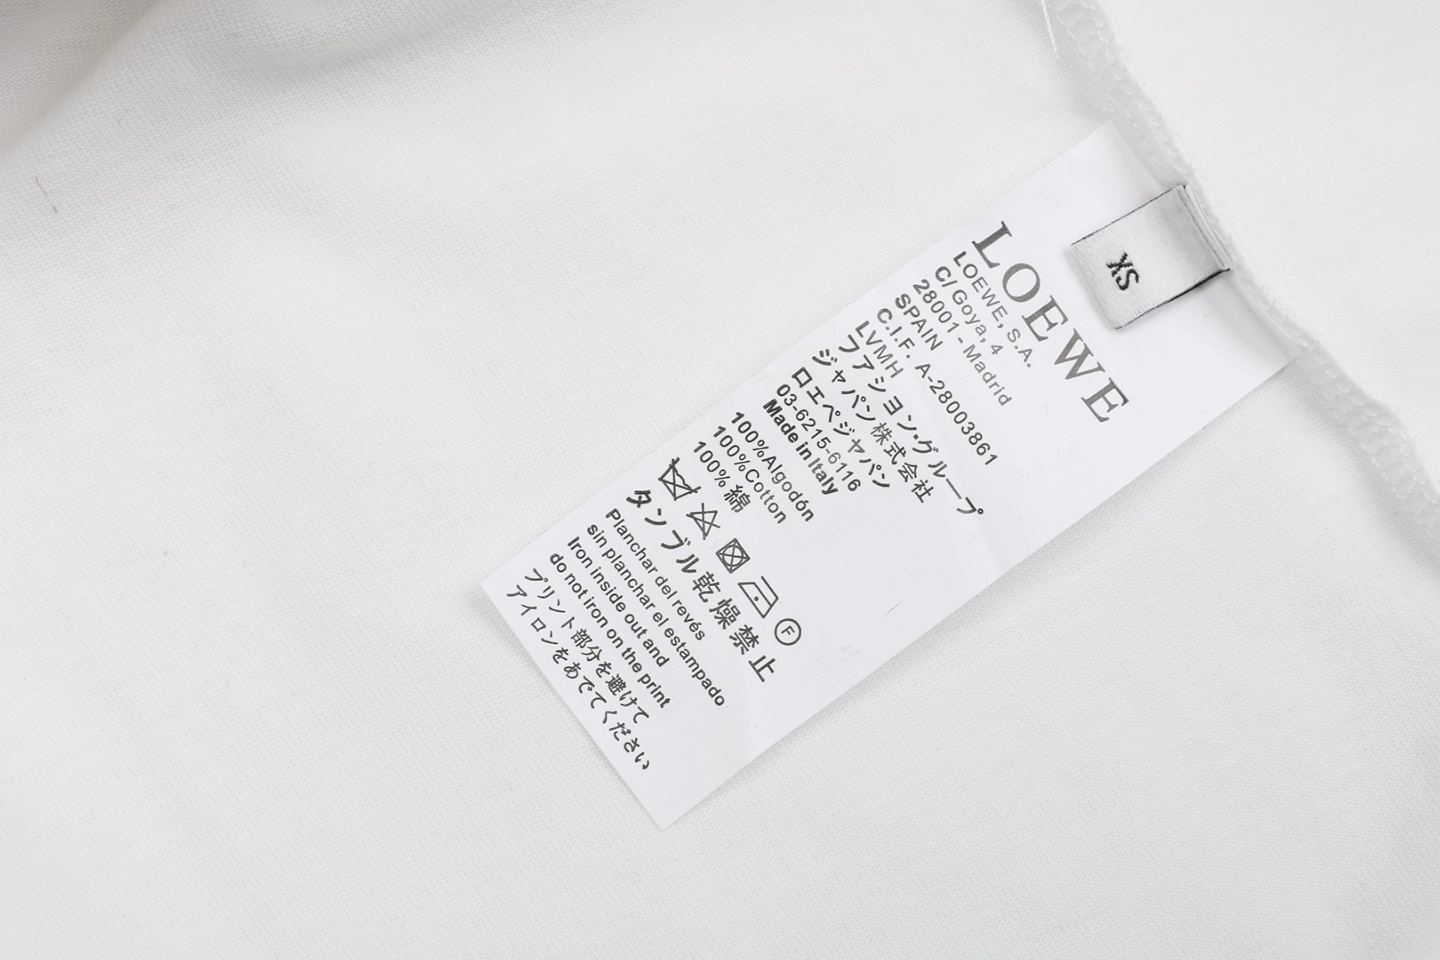 XS
LOEWE
LOEWE, S.A.
C/ Goya, 4
28001 - Madrid
SPAIN
C.I.F. A-28003861
LVMH
ファション・グループ
ジャパン株式会社
ロエベジャパン
03-6215-6116
Made in Italy
100%Algodón
100%Cotton
100% 綿
F
タンブル乾燥禁止
Planchar del revés
sin planchar el estampado
Iron inside out and
do not iron on the print
プリント部分を避けて
アイロンをあでてください